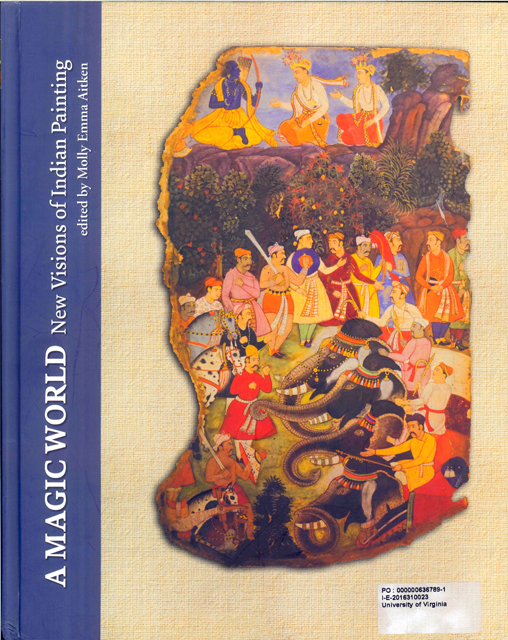 A MAGIC WORLD New Visions of Indian Painting
edited by Molly Emma Aitken
PO : 000000636789-1
I-E-2016310023
University of Virginia